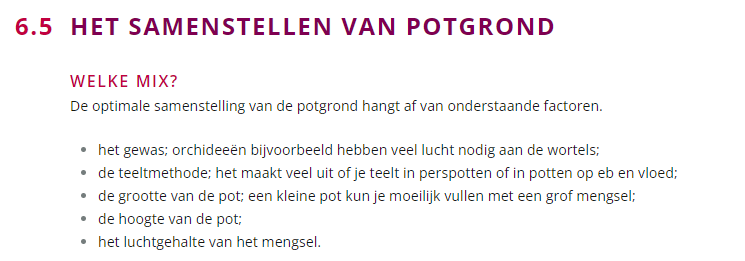 6.5 HET SAMENSTELLEN VAN POTGROND
WELKE MIX?
De optimale samenstelling van de potgrond hangt af van onderstaande factoren.
• het gewas; orchideeën bijvoorbeeld hebben veel lucht nodig aan de wortels;
• de teeltmethode; het maakt veel uit of je teelt in perspotten of in potten op eb en vloed;
• de grootte van de pot; een kleine pot kun je moeilijk vullen met een grof mengsel;
• de hoogte van de pot;
• het luchtgehalte van het mengsel.